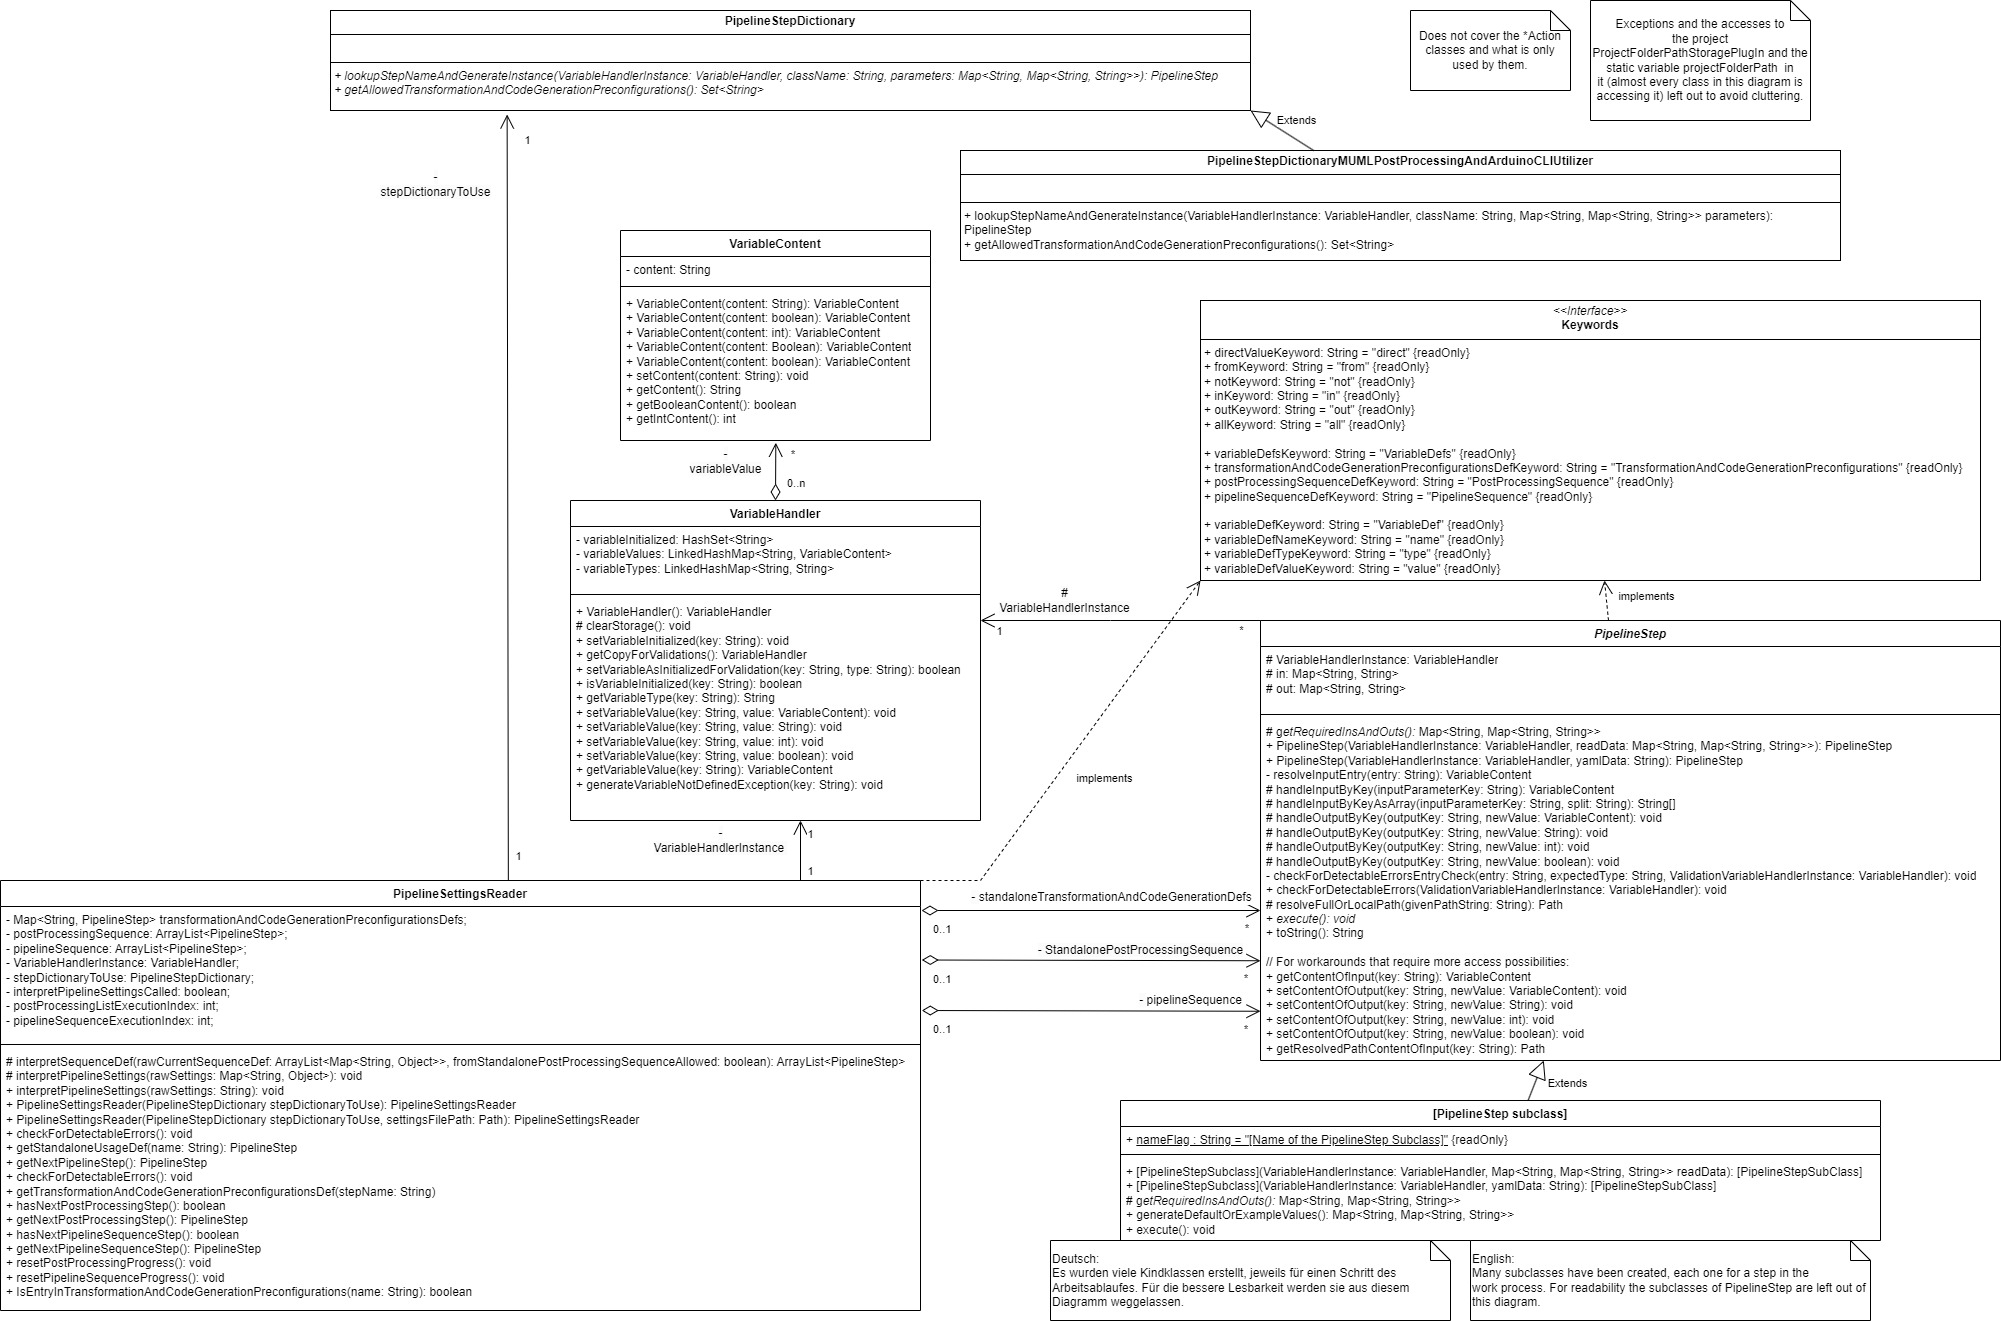 PipelineStepDictionary
+ lookupStepNameAndGenerateInstance(VariableHandlerInstance: VariableHandler, className: String, parameters: Map<String, Map<String, String>>): PipelineStep
+ getAllowedTransformationAndCodeGenerationPreconfigurations(): Set<String>
Does not cover the *Action
classes and what is only
used by them.
Exceptions and the accesses to
the project
ProjectFolderPathStoragePlugIn and the
static variable projectFolderPath in
it (almost every class in this diagram is
accessing it) left out to avoid cluttering.
Extends
1
-
stepDictionaryToUse
PipelineStepDictionaryMUMLPostProcessingAndArduinoCLIUtilizer
+ lookupStepNameAndGenerateInstance(VariableHandlerInstance: VariableHandler, className: String, Map<String, Map<String, String>> parameters):
PipelineStep
+ getAllowedTransformationAndCodeGenerationPreconfigurations(): Set<String>
VariableContent
- content: String
+ VariableContent(content: String): VariableContent
+ VariableContent(content: boolean): VariableContent
+ VariableContent(content: int): VariableContent
+ VariableContent(content: Boolean): VariableContent
+ VariableContent(content: boolean): VariableContent
+ setContent(content: String): void
+ getContent(): String
+ getBooleanContent(): boolean
+ getIntContent(): int
-
variableValue
*
0..n
<<Interface>>
Keywords
+ directValueKeyword: String = "direct" {readOnly}
+ fromKeyword: String = "from" {readOnly}
+ notKeyword: String = "not" {readOnly}
+ inKeyword: String = "in" {readOnly}
+ outKeyword: String = "out" {readOnly}
+ allKeyword: String = "all" {readOnly}
+ variableDefsKeyword: String = "VariableDefs" {readOnly}
+ transformationAndCodeGenerationPreconfigurationsDefKeyword: String = "TransformationAndCodeGenerationPreconfigurations" {readOnly}
+ postProcessingSequenceDefKeyword: String = "PostProcessingSequence" {readOnly}
+ pipelineSequenceDefKeyword: String = "PipelineSequence" {readOnly}
+ variableDefKeyword: String = "VariableDef" {readOnly}
+ variableDefNameKeyword: String = "name" {readOnly}
+ variableDefTypeKeyword: String = "type" {readOnly}
+ variableDefValueKeyword: String = "value" {readOnly}
VariableHandler
- variableInitialized: HashSet<String>
- variableValues: LinkedHashMap<String, VariableContent>
- variableTypes: LinkedHashMap<String, String>
+ VariableHandler(): VariableHandler
# clearStorage(): void
+ setVariableInitialized(key: String): void
+ getCopyForValidations(): VariableHandler
+ setVariableAsInitializedForValidation(key: String, type: String): boolean
+ isVariableInitialized(key: String): boolean
+ getVariableType(key: String): String
+ setVariableValue(key: String, value: VariableContent): void
+ setVariableValue(key: String, value: String): void
+ setVariableValue(key: String, value: int): void
+ setVariableValue(key: String, value: boolean): void
+ getVariableValue(key: String): VariableContent
+ generateVariableNotDefinedException(key: String): void
#
VariableHandlerInstance
1
*
implements
implements
PipelineStep
# VariableHandlerInstance: VariableHandler
# in: Map<String, String>
# out: Map<String, String>
# getRequiredInsAndOuts(): Map<String, Map<String, String>>
+ PipelineStep(VariableHandlerInstance: VariableHandler, readData: Map<String, Map<String, String>>): PipelineStep
+ PipelineStep(VariableHandlerInstance: VariableHandler, yamlData: String): PipelineStep
- resolveInputEntry(entry: String): VariableContent
# handleInputByKey(inputParameterKey: String): VariableContent
# handleInputByKeyAsArray(inputParameterKey: String, split: String): String[]
# handleOutputByKey(outputKey: String, newValue: VariableContent): void
# handleOutputByKey(outputKey: String, newValue: String): void
# handleOutputByKey(outputKey: String, newValue: int): void
# handleOutputByKey(outputKey: String, newValue: boolean): void
- checkForDetectableErrorsEntryCheck(entry: String, expectedType: String, ValidationVariableHandlerInstance: VariableHandler): void
+ checkForDetectableErrors(ValidationVariableHandlerInstance: VariableHandler): void
# resolveFullOrLocalPath(givenPathString: String): Path
+ execute(): void
+ toString(): String
// For workarounds that require more access possibilities:
+ getContentOfInput(key: String): VariableContent
+ setContentOfOutput(key: String, newValue: VariableContent): void
+ setContentOfOutput(key: String, newValue: String): void
+ setContentOfOutput(key: String, newValue: int): void
+ setContentOfOutput(key: String, newValue: boolean): void
+ getResolvedPathContentOfInput(key: String): Path
-
VariableHandlerInstance
1
1
1
PipelineSettingsReader
- Map<String, PipelineStep> transformationAndCodeGenerationPreconfigurationsDefs;
- postProcessingSequence: ArrayList<PipelineStep>;
- pipelineSequence: ArrayList<PipelineStep>;
- VariableHandlerInstance: VariableHandler;
- stepDictionaryToUse: PipelineStepDictionary;
- interpretPipelineSettingsCalled: boolean;
- postProcessingListExecutionIndex: int;
- pipelineSequenceExecutionIndex: int;
# interpretSequenceDef(rawCurrentSequenceDef: ArrayList<Map<String, Object>>, fromStandalonePostProcessingSequenceAllowed: boolean): ArrayList<PipelineStep>
# interpretPipelineSettings(rawSettings: Map<String, Object>): void
+ interpretPipelineSettings(rawSettings: String): void
+ PipelineSettingsReader(PipelineStepDictionary stepDictionaryToUse): PipelineSettingsReader
+ PipelineSettingsReader(PipelineStepDictionary stepDictionaryToUse, settingsFilePath: Path): PipelineSettingsReader
+ checkForDetectableErrors(): void
+ getStandaloneUsageDef(name: String): PipelineStep
+ getNextPipelineStep(): PipelineStep
+ checkForDetectableErrors(): void
+ getTransformationAndCodeGenerationPreconfigurationsDef(stepName: String)
+ hasNextPostProcessingStep(): boolean
+ getNextPostProcessingStep(): PipelineStep
+ hasNextPipelineSequenceStep(): boolean
+ getNextPipelineSequenceStep(): PipelineStep
+ resetPostProcessingProgress(): void
+ resetPipelineSequenceProgress(): void
+ IsEntryInTransformationAndCodeGenerationPreconfigurations(name: String): boolean
- standaloneTransformationAndCodeGenerationDefs
0..1
*
- StandalonePostProcessingSequence
0..1
*
- pipelineSequence
0..1
*
Extends
[PipelineStep subclass]
+ nameFlag : String = "[Name of the PipelineStep Subclass]" {readOnly}
+ [PipelineStepSubclass](VariableHandlerInstance: VariableHandler, Map<String, Map<String, String>> readData): [PipelineStepSubClass]
+ [PipelineStepSubclass](VariableHandlerInstance: VariableHandler, yamlData: String): [PipelineStepSubClass]
# getRequiredInsAndOuts(): Map<String, Map<String, String>>
+ generateDefaultOrExampleValues(): Map<String, Map<String, String>>
+ execute(): void
Deutsch:
Es wurden viele Kindklassen erstellt, jeweils für einen Schritt des
Arbeitsablaufes. Für die bessere Lesbarkeit werden sie aus diesem
Diagramm weggelassen.
English:
Many subclasses have been created, each one for a step in the
work process. For readability the subclasses of PipelineStep are left out of
this diagram.